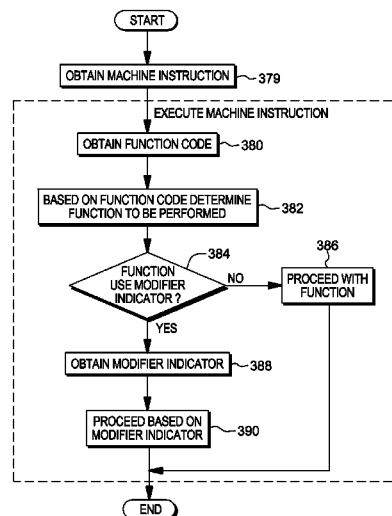 START
OBTAIN MACHINE INSTRUCTION
379
EXECUTE MACHINE INSTRUCTION
OBTAIN FUNCTION CODE
380
BASED ON FUNCTION CODE DETERMINE
FUNCTION TO BE PERFORMED
382
384
FUNCTION
USE MODIFIER
INDICATOR ?
NO
386
PROCEED WITH
FUNCTION
YES
OBTAIN MODIFIER INDICATOR
388
PROCEED BASED ON
MODIFIER INDICATOR
390
END